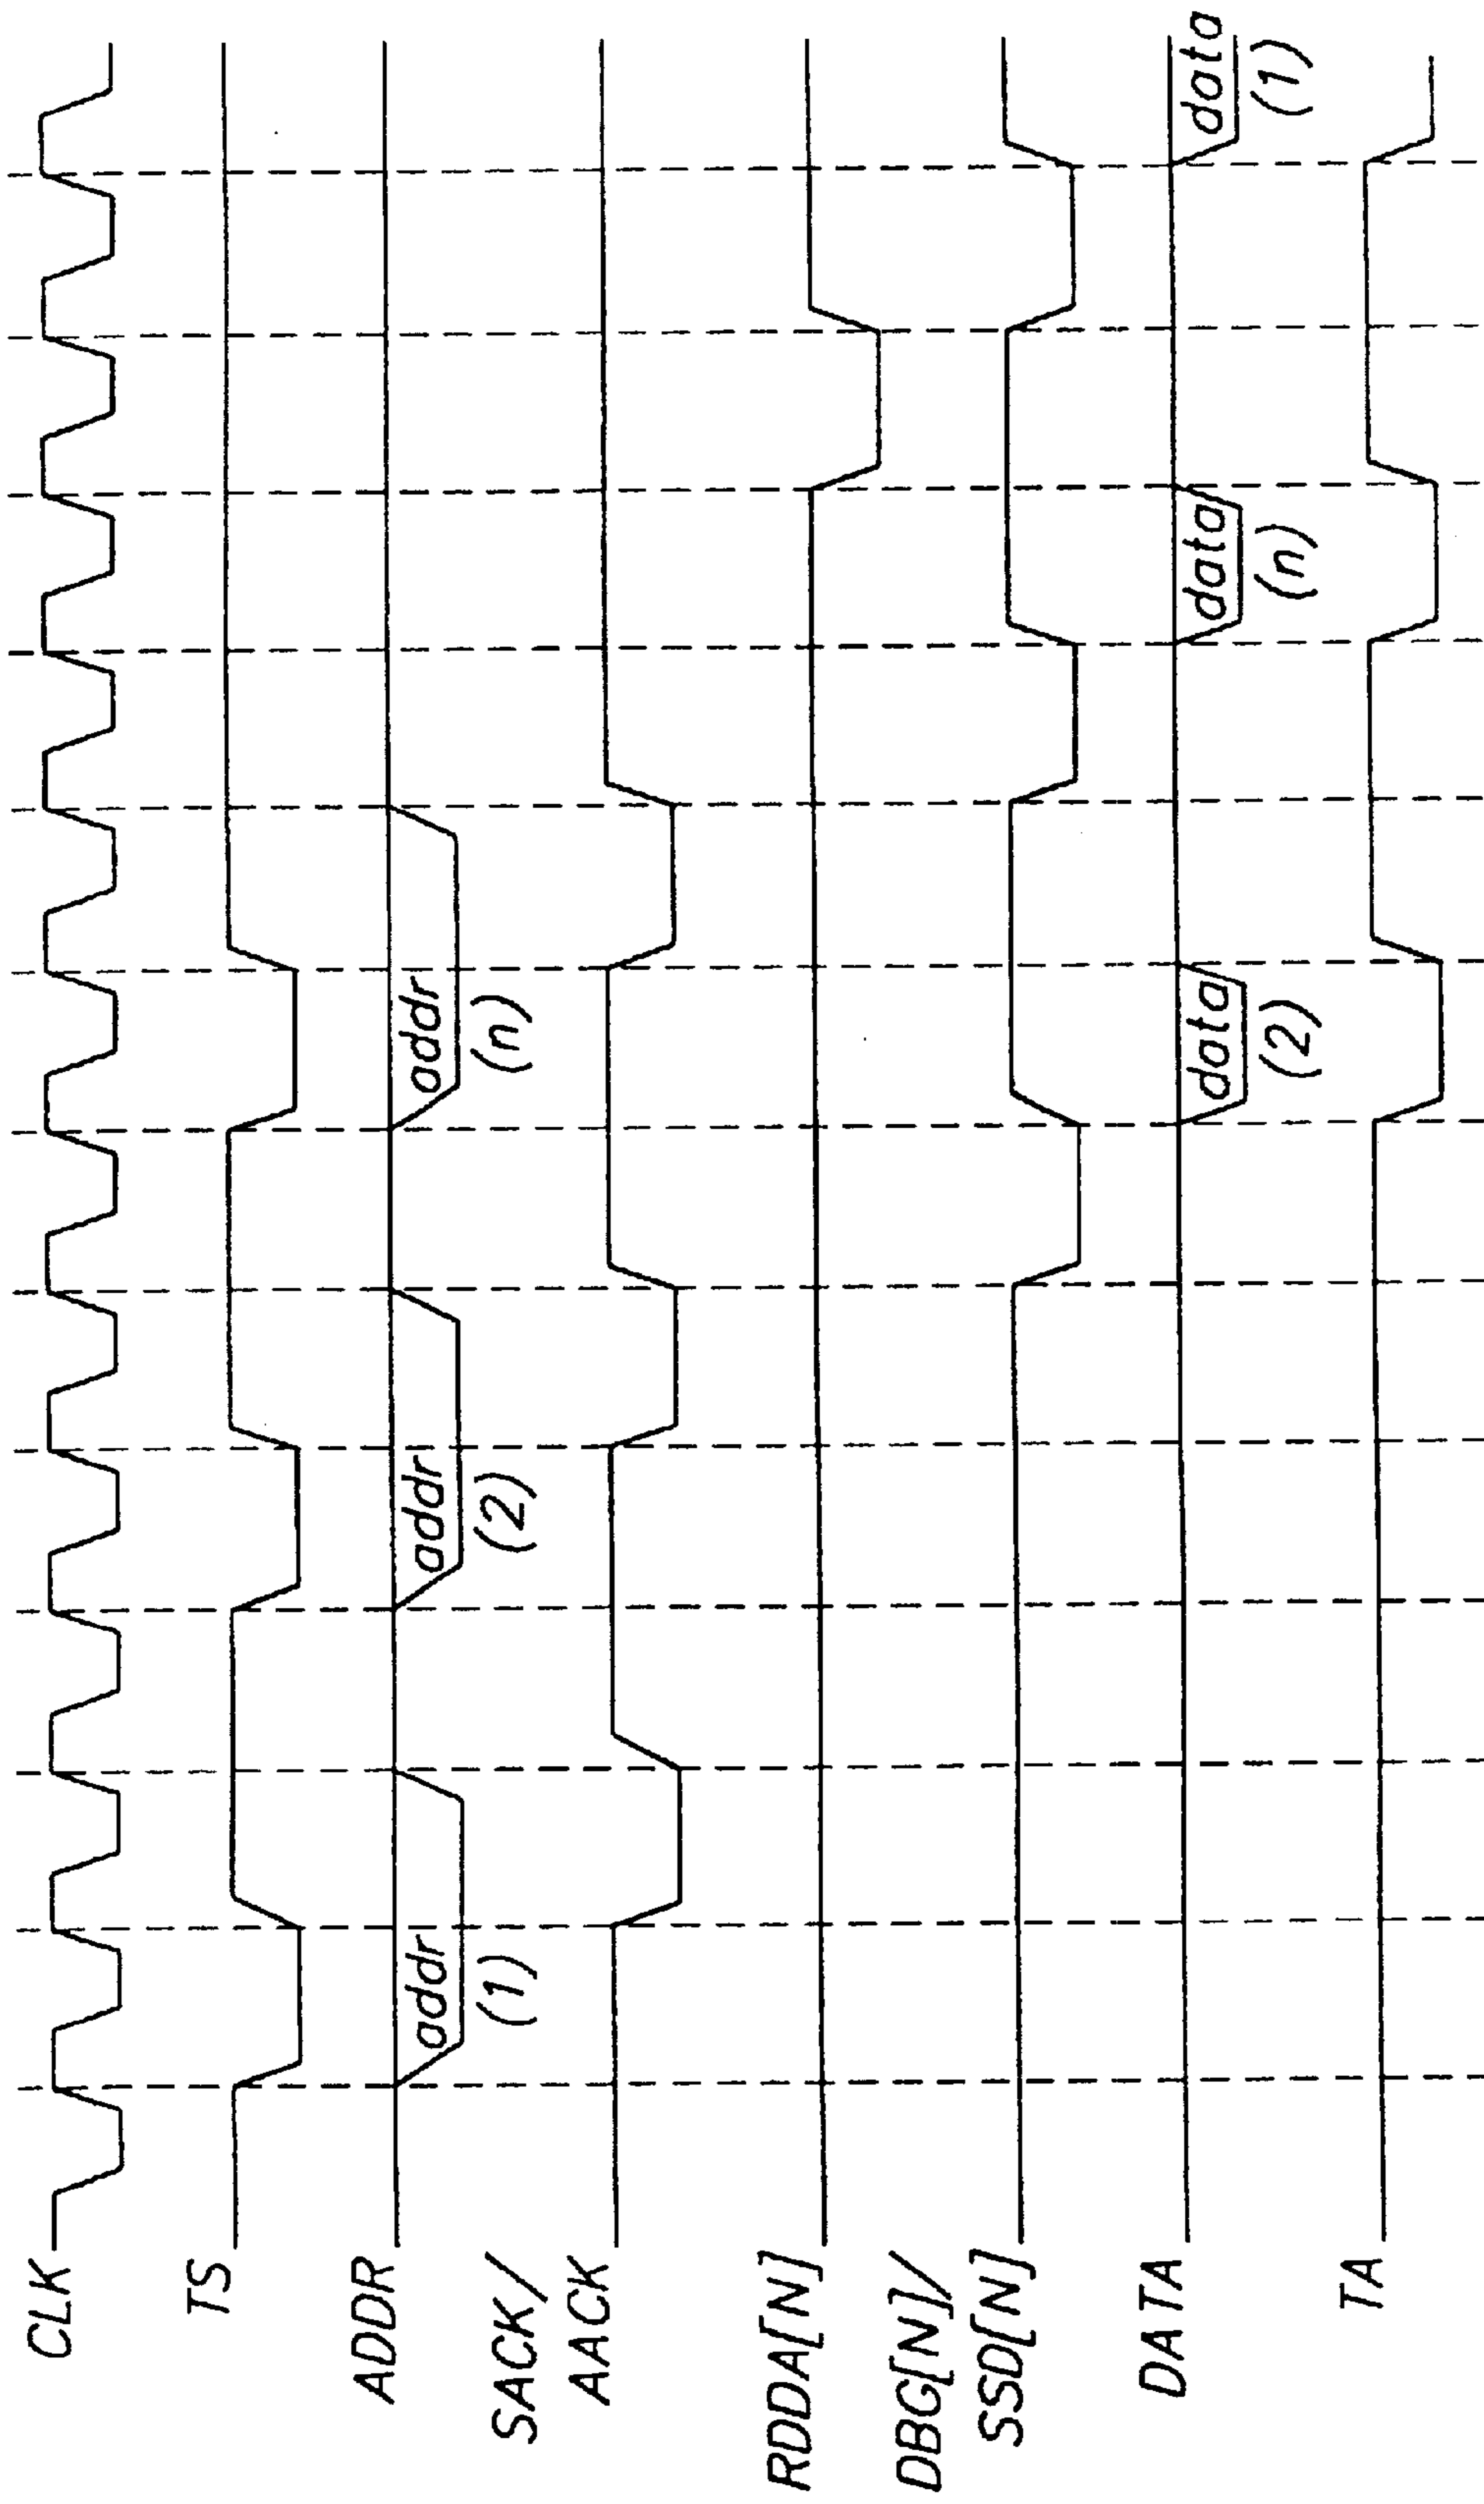 CLK
TS
ADDR
addr
(1)
addr
(2)
addr
(n)
SACK/
AACK
RDDA[N]
DBG[N]/
SSD[N]
DATA
data
(2)
data
(n)
data
(1)
TA